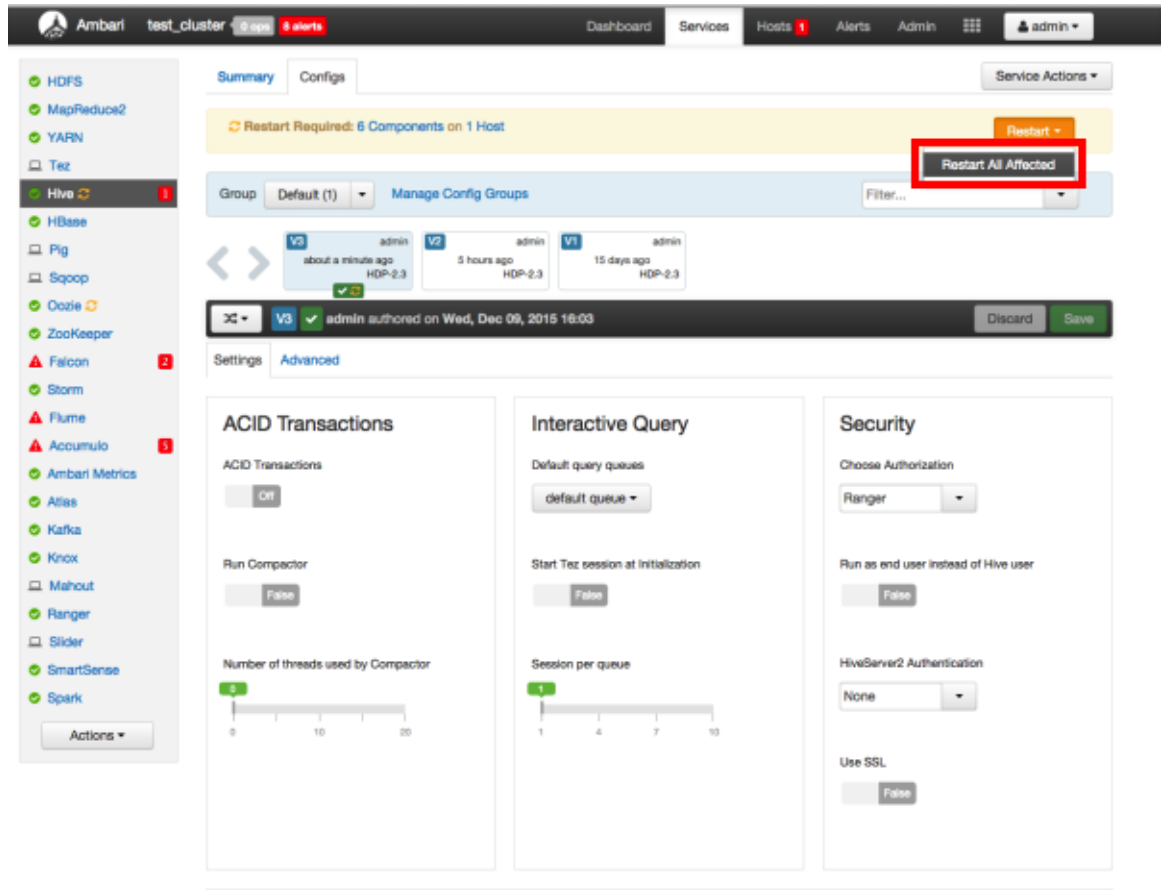 Ambari test_cluster 0 ops 8 alerts Dashboard Services Hosts 1 Alerts Admin admin
HDFS
MapReduce2
YARN
Tez
Hive 1
HBase
Pig
Sqoop
Oozie
ZooKeeper
Falcon 2
Storm
Flume
Accumulo 5
Ambari Metrics
Atlas
Kafka
Knox
Mahout
Ranger
Slider
SmartSense
Spark
Actions
Summary Configs Service Actions
Restart Required: 6 Components on 1 Host Restart
Restart All Affected
Group Default (1) Manage Config Groups Filter...
V3 admin V2 admin V1 admin
about a minute ago 5 hours ago 15 days ago
HDP-2.3 HDP-2.3 HDP-2.3
V3 admin authored on Wed, Dec 09, 2015 16:03 Discard Save
Settings Advanced
ACID Transactions
ACID Transactions
Off
Run Compactor
False
Number of threads used by Compactor
0
0 10 20
Interactive Query
Default query queues
default queue
Start Tez session at Initialization
False
Session per queue
1
1 4 7 10
Security
Choose Authorization
Ranger
Run as end user instead of Hive user
False
HiveServer2 Authentication
None
Use SSL
False